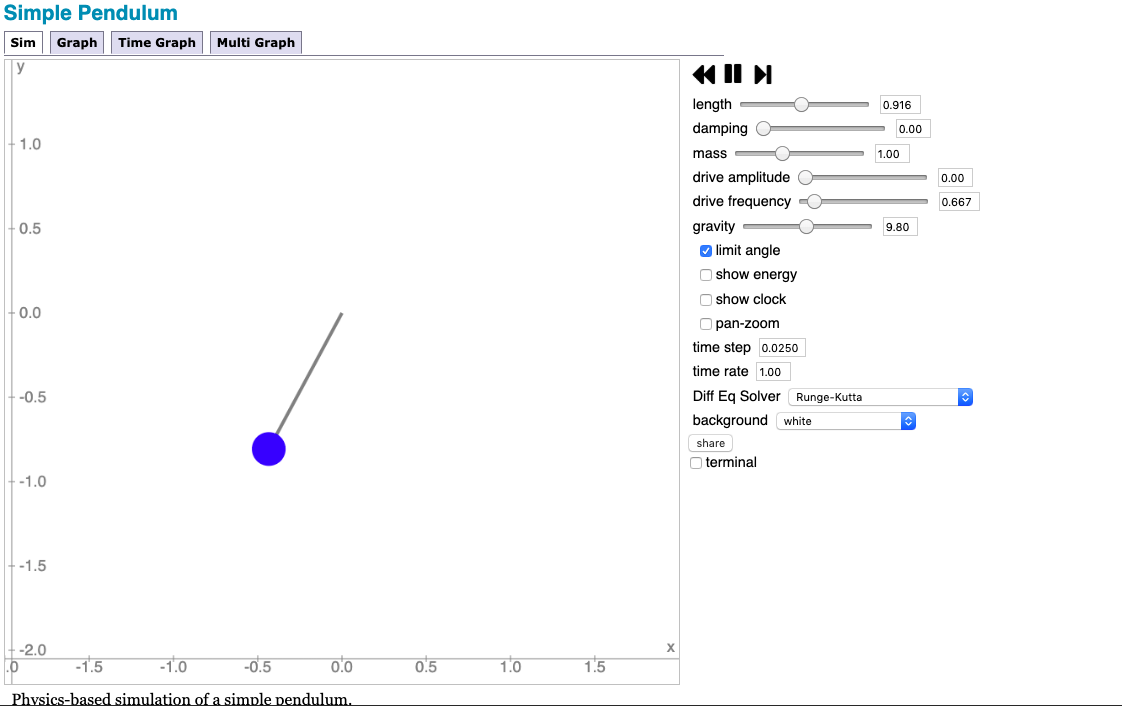 Simple Pendulum
Sim Graph Time Graph Multi Graph
y
1.0
0.5
0.0
-0.5
-1.0
-1.5
-2.0
x
.0 -1.5 -1.0 -0.5 0.0 0.5 1.0 1.5
Physics-based simulation of a simple pendulum.
length 0.916
damping 0.00
mass 1.00
drive amplitude 0.00
drive frequency 0.667
gravity 9.80
limit angle
show energy
show clock
pan-zoom
time step 0.0250
time rate 1.00
Diff Eq Solver Runge-Kutta
background white
share
terminal